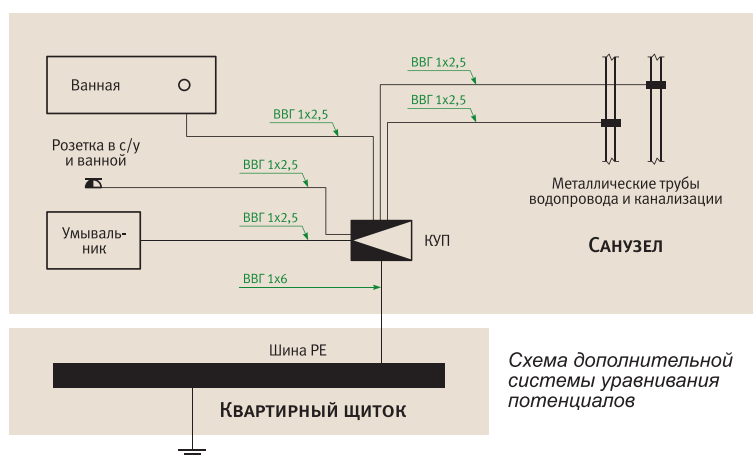 ВВГ 1х2,5
Ванная
ВВГ 1х2,5
ВВГ 1х2,5
Розетка в с/у
и ванной
ВВГ 1х2,5
Металлические трубы
водопровода и канализации
ВВГ 1х2,5
Умываль-
ник
КУП
Санузел
ВВГ 1х6
Шина РЕ
Квартирный щиток
Схема дополнительной
системы уравнивания
потенциалов